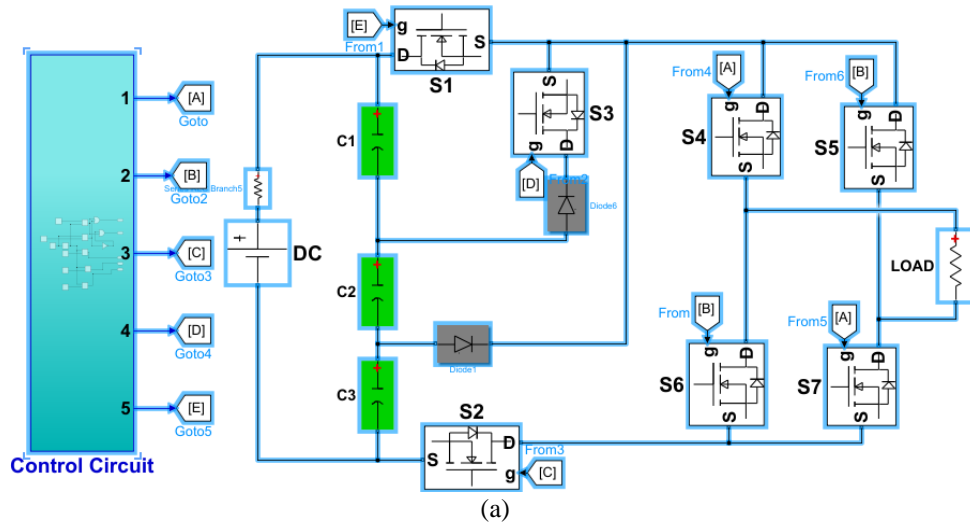 [E]
From1
g
D
S
S1
1
[A]
Goto
2
[B]
Goto2
3
[C]
Goto3
4
[D]
Goto4
5
[E]
Goto5
Control Circuit
DC
C1
C2
C3
S
D
g
S3
[D]
Diode6
Diode1
S2
S
D
g
From3
[C]
From4
[A]
g
D
S
S4
From6
[B]
g
D
S
S5
LOAD
From
[B]
g
D
S
S6
From5
[A]
g
D
S
S7
(a)